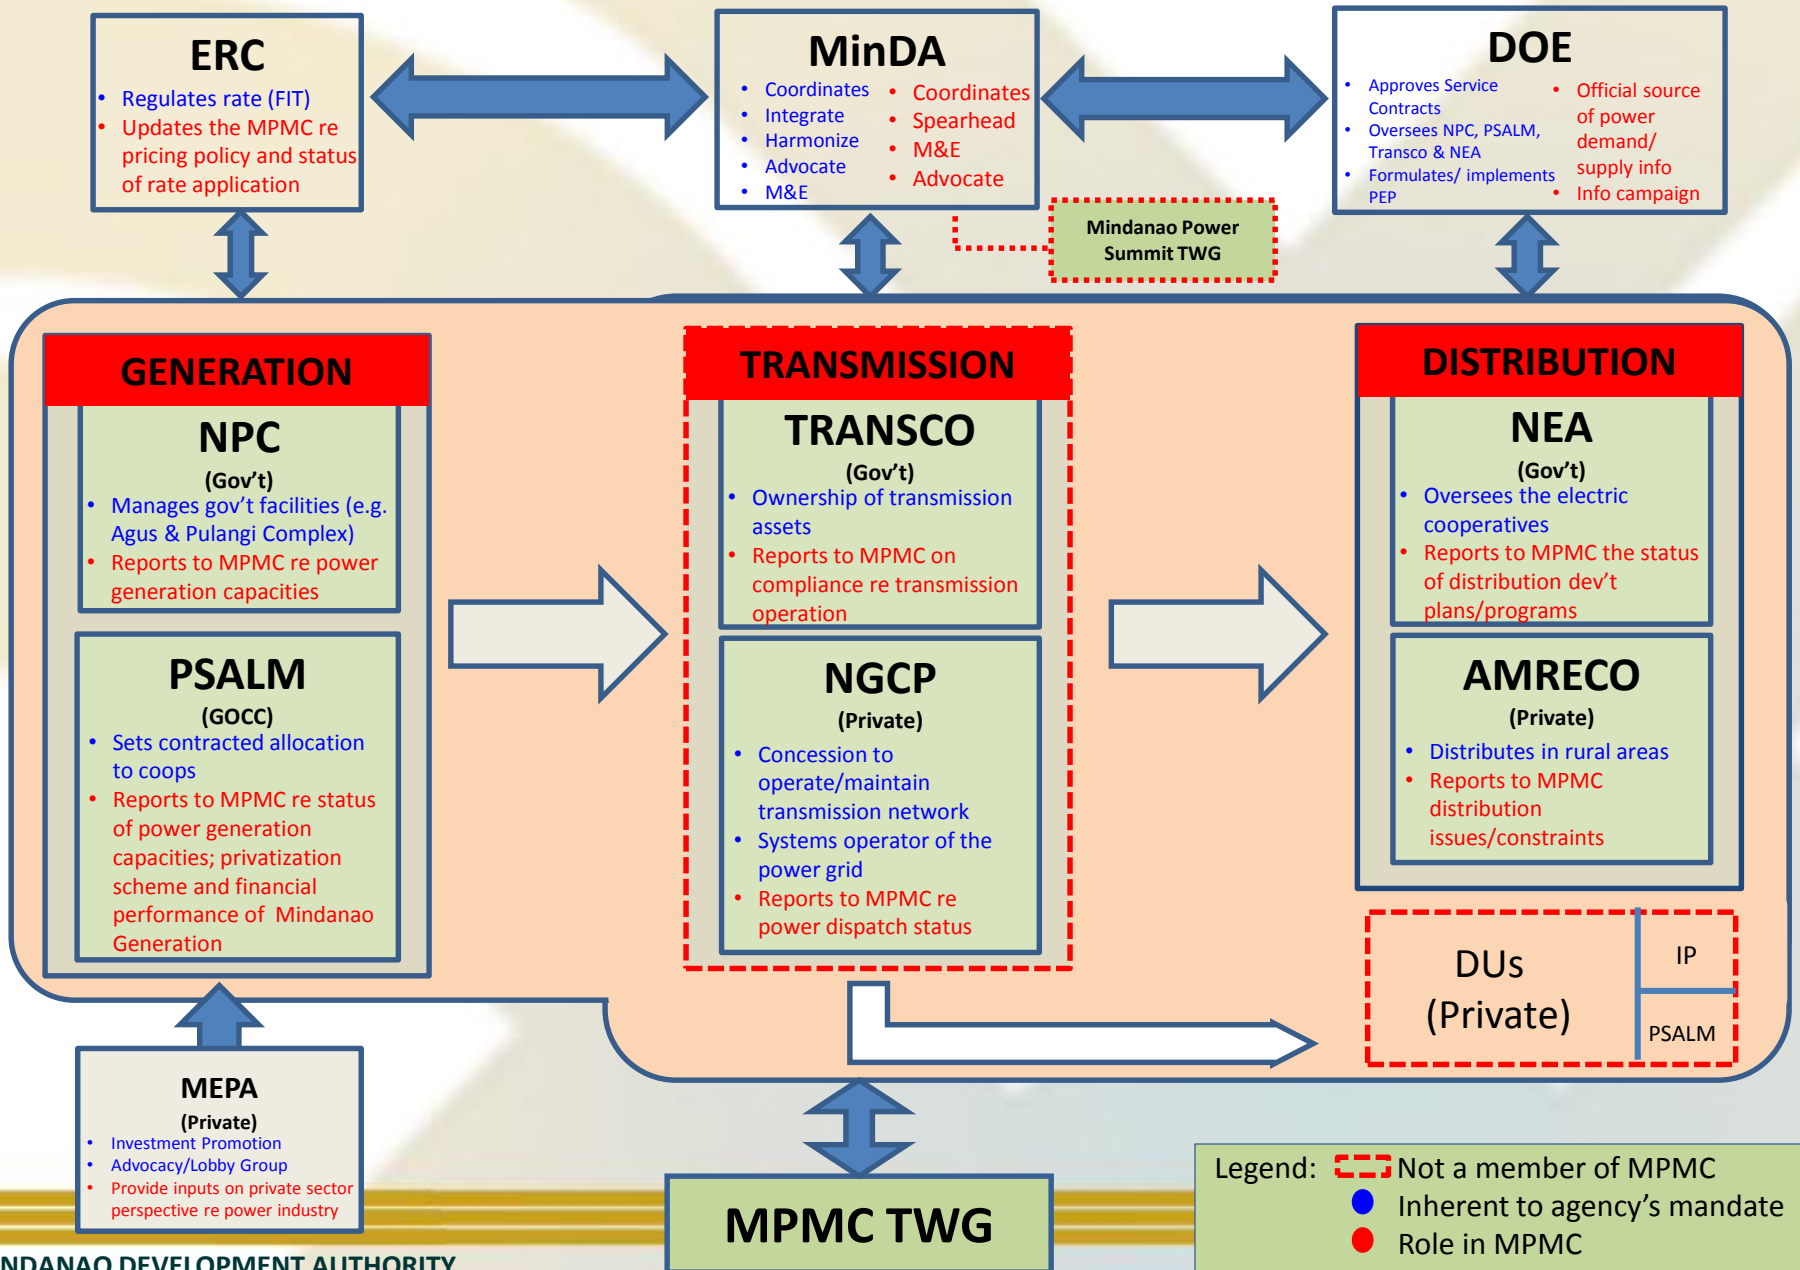 ERC
• Regulates rate (FIT)
• Updates the MPMC re
pricing policy and status
of rate application
MinDA
• Coordinates
• Integrate
• Harmonize
• Advocate
• M&E
• Coordinates
• Spearhead
• M&E
• Advocate
DOE
• Approves Service
Contracts
• Oversees NPC, PSALM,
Transco & NEA
• Formulates/ implements
PEP
• Official source
of power
demand/
supply info
• Info campaign
Mindanao Power
Summit TWG
GENERATION
NPC
(Gov't)
• Manages gov't facilities (e.g.
Agus & Pulangi Complex)
• Reports to MPMC re power
generation capacities
PSALM
(GOCC)
• Sets contracted allocation
to coops
• Reports to MPMC re status
of power generation
capacities; privatization
scheme and financial
performance of Mindanao
Generation
TRANSMISSION
TRANSCO
(Gov't)
• Ownership of transmission
assets
• Reports to MPMC on
compliance re transmission
operation
NGCP
(Private)
• Concession to
operate/maintain
transmission network
• Systems operator of the
power grid
• Reports to MPMC re
power dispatch status
DISTRIBUTION
NEA
(Gov't)
• Oversees the electric
cooperatives
• Reports to MPMC the status
of distribution dev't
plans/programs
AMRECO
(Private)
• Distributes in rural areas
• Reports to MPMC
distribution
issues/constraints
DUs
(Private)
IP
PSALM
MEPA
(Private)
• Investment Promotion
• Advocacy/Lobby Group
• Provide inputs on private sector
perspective re power industry
MPMC TWG
Legend: Not a member of MPMC
Inherent to agency's mandate
Role in MPMC
NDANAO DEVELOPMENT AUTHORITY